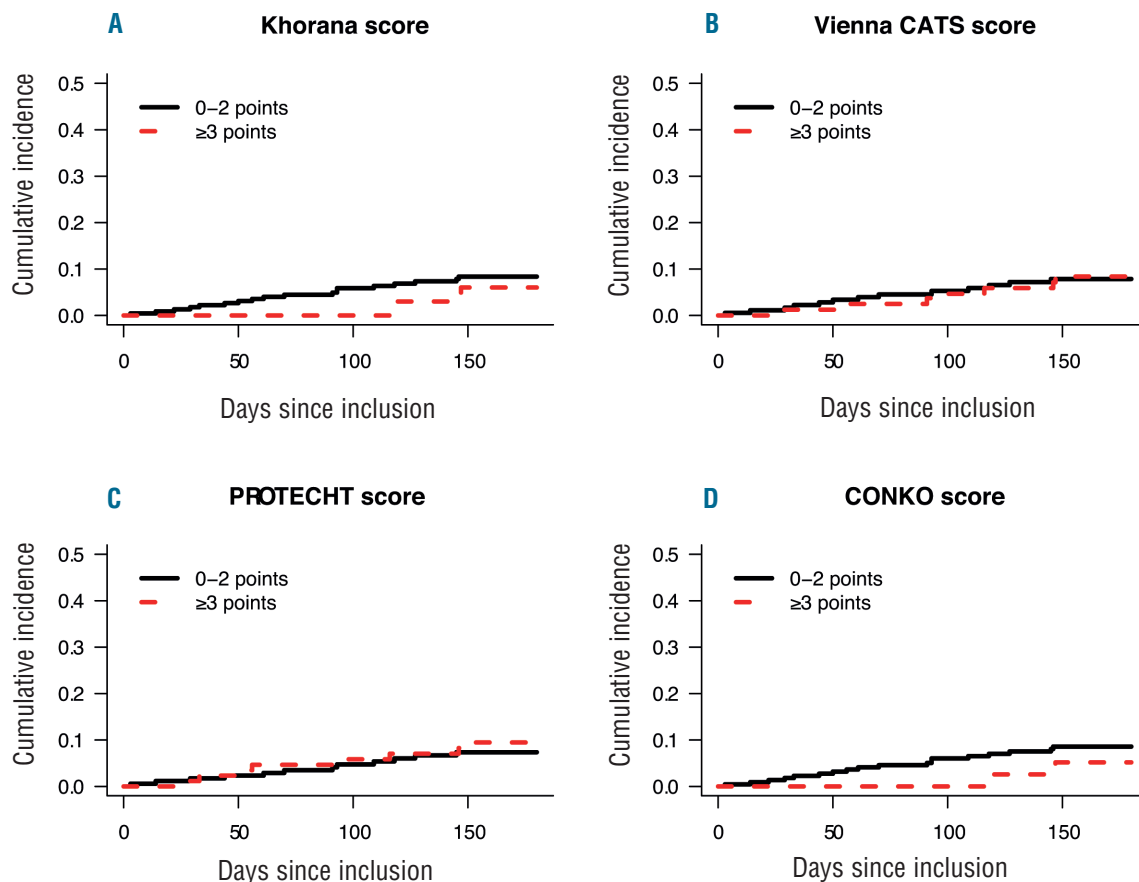 A
Khorana score
Cumulative incidence
0.5
0.4
0.3
0.2
0.1
0.0
0–2 points
≥3 points
0
50
100
150
Days since inclusion
B
Vienna CATS score
Cumulative incidence
0.5
0.4
0.3
0.2
0.1
0.0
0–2 points
≥3 points
0
50
100
150
Days since inclusion
C
PROTECHT score
Cumulative incidence
0.5
0.4
0.3
0.2
0.1
0.0
0–2 points
≥3 points
0
50
100
150
Days since inclusion
D
CONKO score
Cumulative incidence
0.5
0.4
0.3
0.2
0.1
0.0
0–2 points
≥3 points
0
50
100
150
Days since inclusion